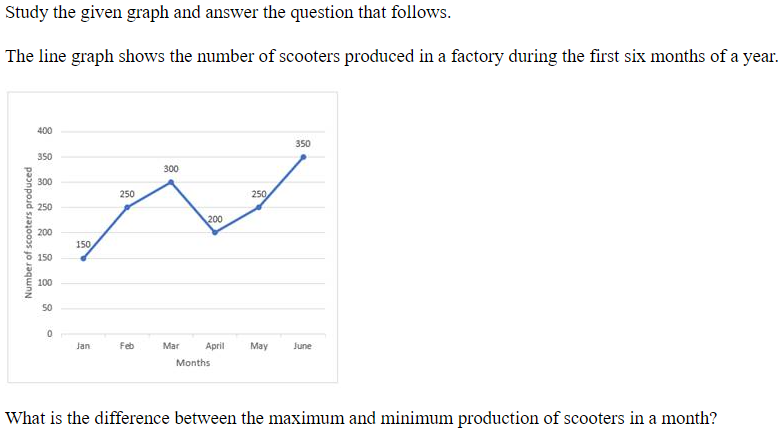 Study the given graph and answer the question that follows.
The line graph shows the number of scooters produced in a factory during the first six months of a year.
400
350
300
250
200
150
100
50
0
Number of scooters produced
150
250
300
200
250
350
Jan Feb Mar April May June
Months
What is the difference between the maximum and minimum production of scooters in a month?